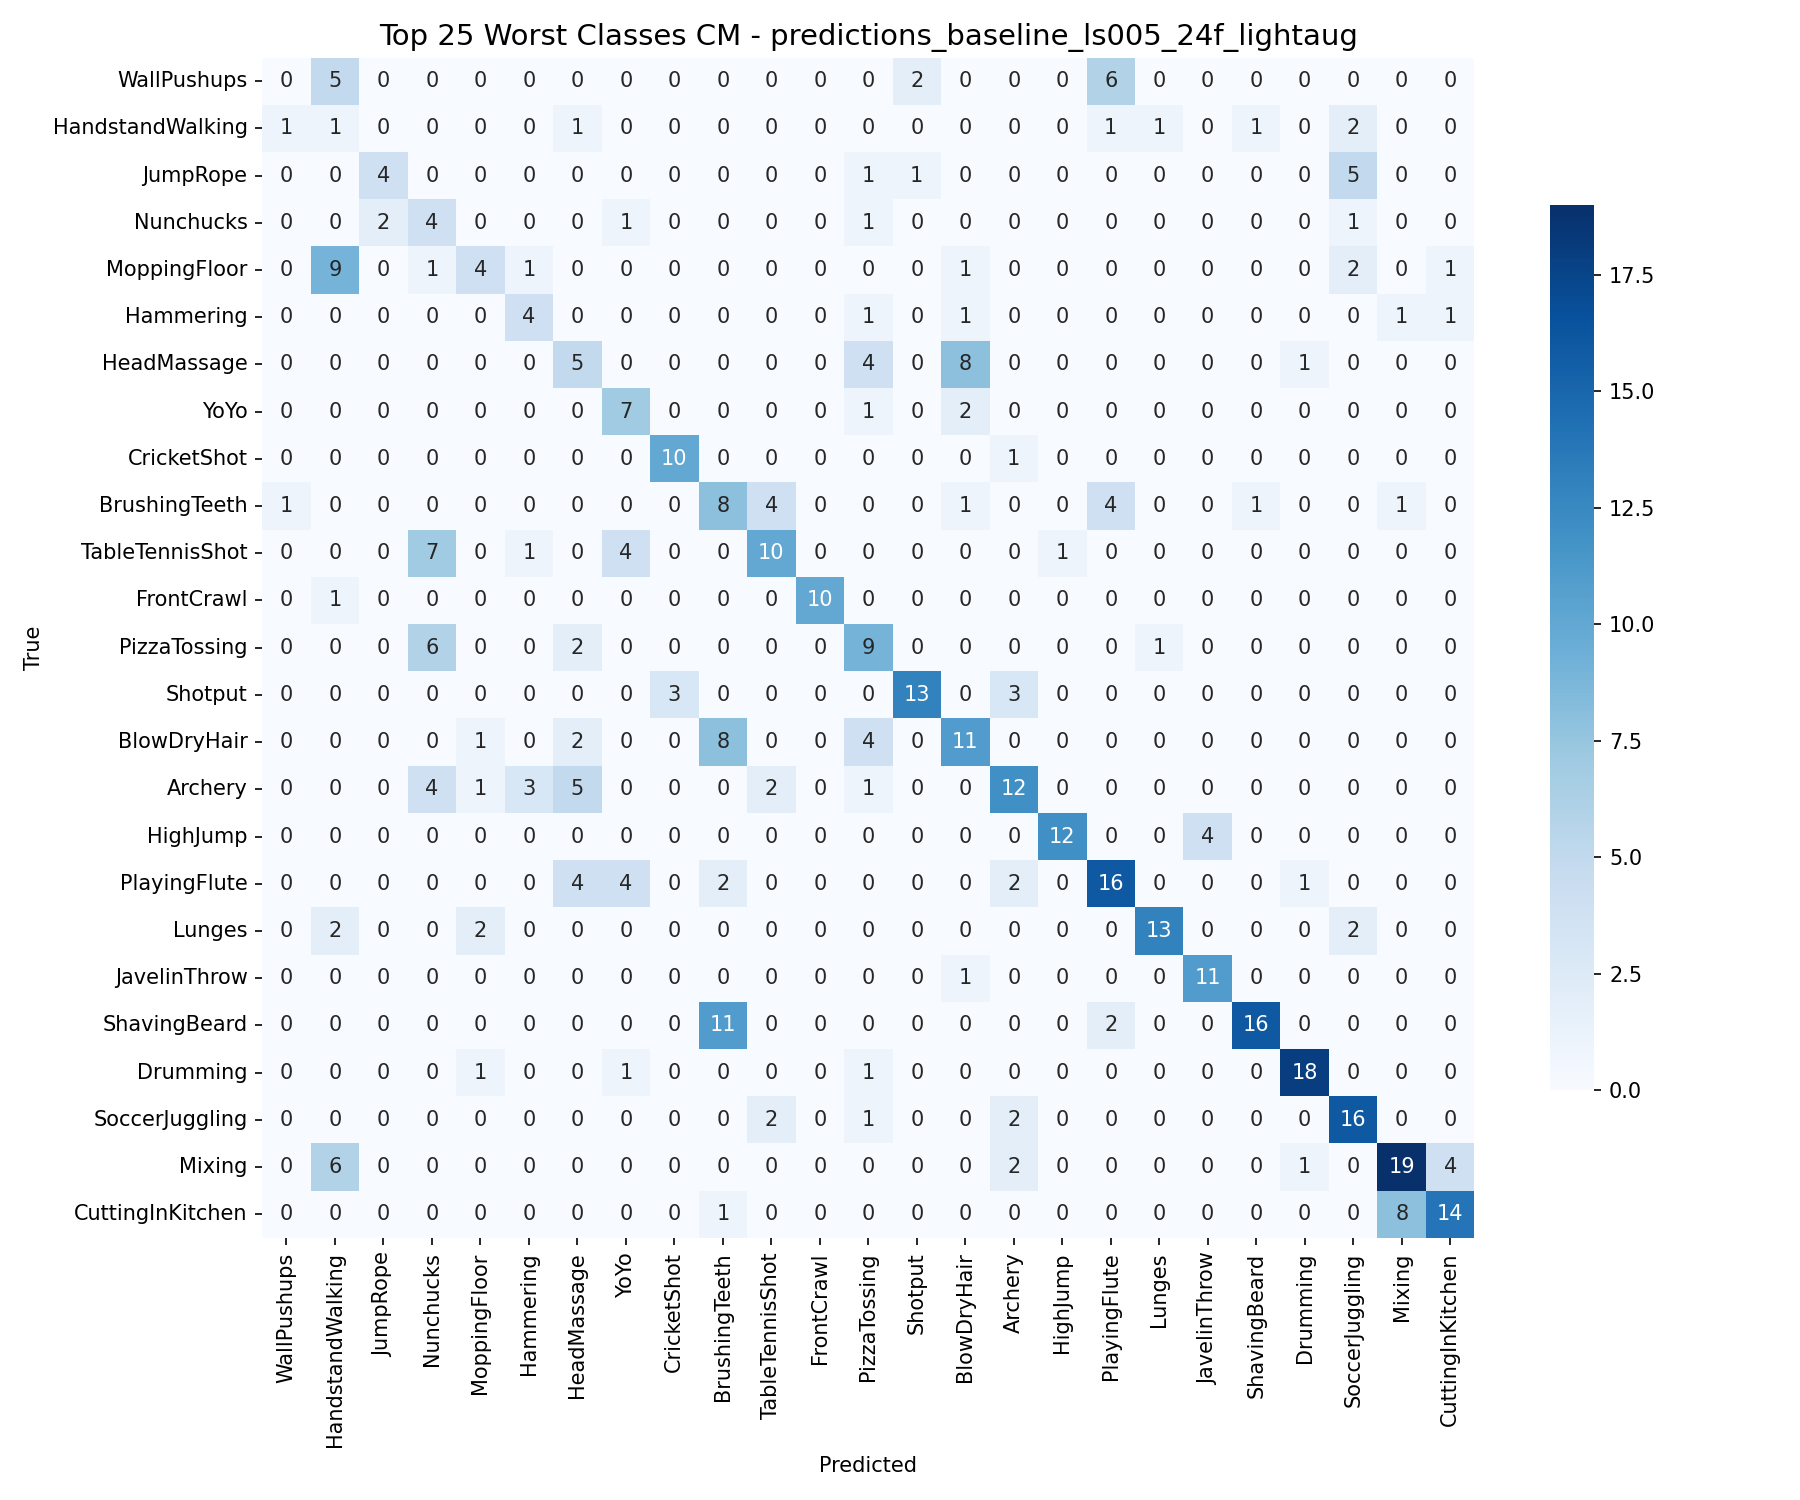 Top 25 Worst Classes CM - predictions_baseline_ls005_24f_lightaug
True
WallPushups 0 5 0 0 0 0 0 0 0 0 0 0 0 2 0 0 0 6 0 0 0 0 0 0 0
HandstandWalking 1 1 0 0 0 0 1 0 0 0 0 0 0 0 0 0 0 1 1 0 1 0 2 0 0
JumpRope 0 0 4 0 0 0 0 0 0 0 0 0 1 1 0 0 0 0 0 0 0 0 5 0 0
Nunchucks 0 0 2 4 0 0 0 1 0 0 0 0 1 0 0 0 0 0 0 0 0 0 1 0 0
MoppingFloor 0 9 0 1 4 1 0 0 0 0 0 0 0 0 1 0 0 0 0 0 0 0 2 0 1
Hammering 0 0 0 0 0 4 0 0 0 0 0 0 1 0 1 0 0 0 0 0 0 0 0 1 1
HeadMassage 0 0 0 0 0 0 5 0 0 0 0 0 4 0 8 0 0 0 0 0 0 1 0 0 0
YoYo 0 0 0 0 0 0 0 7 0 0 0 0 1 0 2 0 0 0 0 0 0 0 0 0 0
CricketShot 0 0 0 0 0 0 0 0 10 0 0 0 0 0 0 1 0 0 0 0 0 0 0 0 0
BrushingTeeth 1 0 0 0 0 0 0 0 0 8 4 0 0 0 1 0 0 4 0 0 1 0 0 1 0
TableTennisShot 0 0 0 7 0 1 0 4 0 0 10 0 0 0 0 0 1 0 0 0 0 0 0 0 0
FrontCrawl 0 1 0 0 0 0 0 0 0 0 0 10 0 0 0 0 0 0 0 0 0 0 0 0 0
PizzaTossing 0 0 0 6 0 0 2 0 0 0 0 0 9 0 0 0 0 0 1 0 0 0 0 0 0
Shotput 0 0 0 0 0 0 0 0 3 0 0 0 0 13 0 3 0 0 0 0 0 0 0 0 0
BlowDryHair 0 0 0 0 1 0 2 0 0 8 0 0 4 0 11 0 0 0 0 0 0 0 0 0 0
Archery 0 0 0 4 1 3 5 0 0 0 2 0 1 0 0 12 0 0 0 0 0 0 0 0 0
HighJump 0 0 0 0 0 0 0 0 0 0 0 0 0 0 0 0 12 0 0 4 0 0 0 0 0
PlayingFlute 0 0 0 0 0 0 4 4 0 2 0 0 0 0 0 2 0 16 0 0 0 1 0 0 0
Lunges 0 2 0 0 2 0 0 0 0 0 0 0 0 0 0 0 0 0 13 0 0 0 2 0 0
JavelinThrow 0 0 0 0 0 0 0 0 0 0 0 0 0 0 1 0 0 0 0 11 0 0 0 0 0
ShavingBeard 0 0 0 0 0 0 0 0 0 11 0 0 0 0 0 0 0 2 0 0 16 0 0 0 0
Drumming 0 0 0 0 1 0 0 1 0 0 0 0 1 0 0 0 0 0 0 0 0 18 0 0 0
SoccerJuggling 0 0 0 0 0 0 0 0 0 0 2 0 1 0 0 2 0 0 0 0 0 0 16 0 0
Mixing 0 6 0 0 0 0 0 0 0 0 0 0 0 0 0 2 0 0 0 0 0 1 0 19 4
CuttingInKitchen 0 0 0 0 0 0 0 0 0 1 0 0 0 0 0 0 0 0 0 0 0 0 0 8 14
WallPushups
HandstandWalking
JumpRope
Nunchucks
MoppingFloor
Hammering
HeadMassage
YoYo
CricketShot
BrushingTeeth
TableTennisShot
FrontCrawl
PizzaTossing
Shotput
BlowDryHair
Archery
HighJump
PlayingFlute
Lunges
JavelinThrow
ShavingBeard
Drumming
SoccerJuggling
Mixing
CuttingInKitchen
Predicted
17.5
15.0
12.5
10.0
7.5
5.0
2.5
0.0